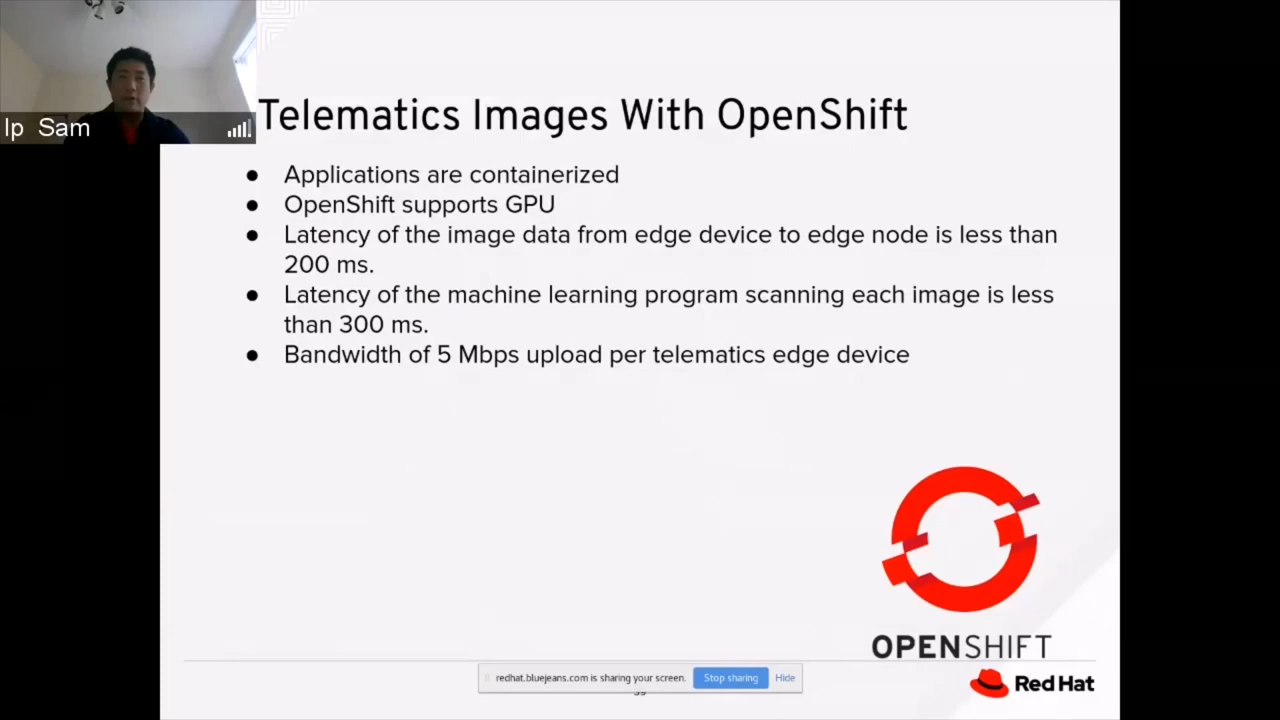 Ip Sam
Telematics Images With OpenShift
● Applications are containerized
● OpenShift supports GPU
● Latency of the image data from edge device to edge node is less than
200 ms.
● Latency of the machine learning program scanning each image is less
than 300 ms.
● Bandwidth of 5 Mbps upload per telematics edge device
OPENSHIFT
redhat.bluejeans.com is sharing your screen. Stop sharing Hide
Red Hat